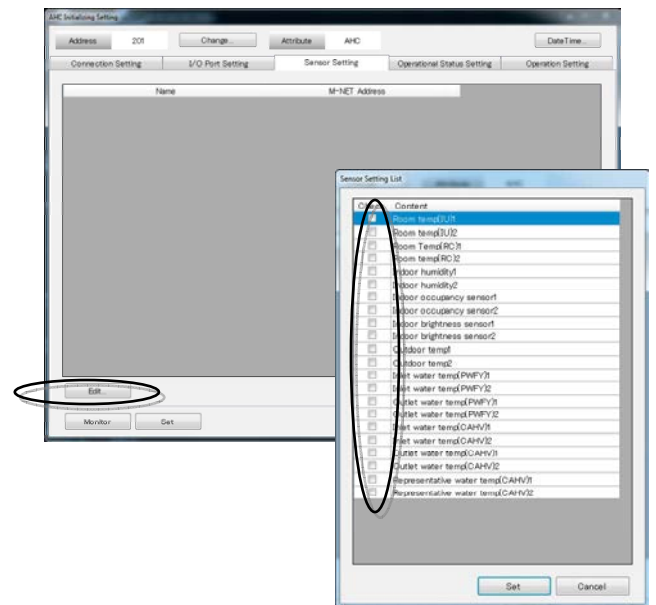 AHC Initializing Setting
Address 201 Change... Attribute AHC DateTime...
Connection Setting I/O Port Setting Sensor Setting Operational Status Setting Operation Setting
Name M-NET Address
Edit...
Monitor Set
Sensor Setting List
Check Content
Room temp(IU)1
Room temp(IU)2
Room Temp(RC)1
Room temp(RC)2
Indoor humidity1
Indoor humidity2
Indoor occupancy sensor1
Indoor occupancy sensor2
Indoor brightness sensor1
Indoor brightness sensor2
Outdoor temp1
Outdoor temp2
Inlet water temp(PWFY)1
Inlet water temp(PWFY)2
Outlet water temp(PWFY)1
Outlet water temp(PWFY)2
Inlet water temp(CAHV)1
Inlet water temp(CAHV)2
Outlet water temp(CAHV)1
Outlet water temp(CAHV)2
Representative water temp(CAHV)1
Representative water temp(CAHV)2
Set Cancel